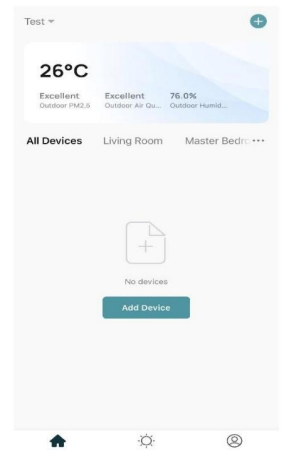 Test
26°C
Excellent Excellent 76.0%
Outdoor PM2.5 Outdoor Air Qu... Outdoor Humid...
All Devices Living Room Master Bedrc ...
No devices
Add Device